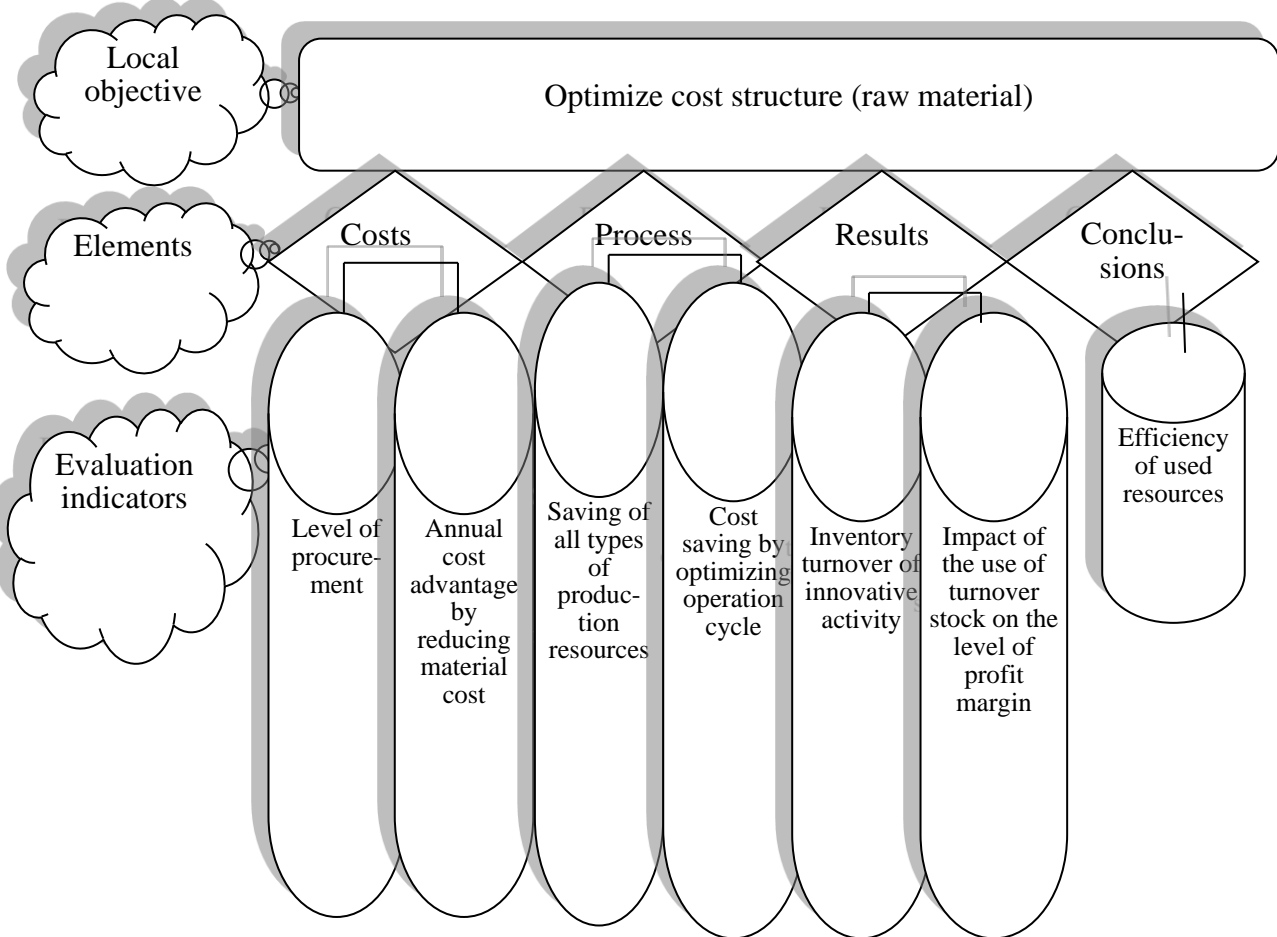 Local
objective
Optimize cost structure (raw material)
Elements
Costs
Process
Results
Conclu-
sions
Evaluation
indicators
Level of
procure-
ment
Annual
cost
advantage
by
reducing
material
cost
Saving of
all types
of
produc-
tion
resources
Cost
saving by
optimizing
operation
cycle
Inventory
turnover of
innovative
activity
Impact of
the use of
turnover
stock on the
level of
profit
margin
Efficiency
of used
resources